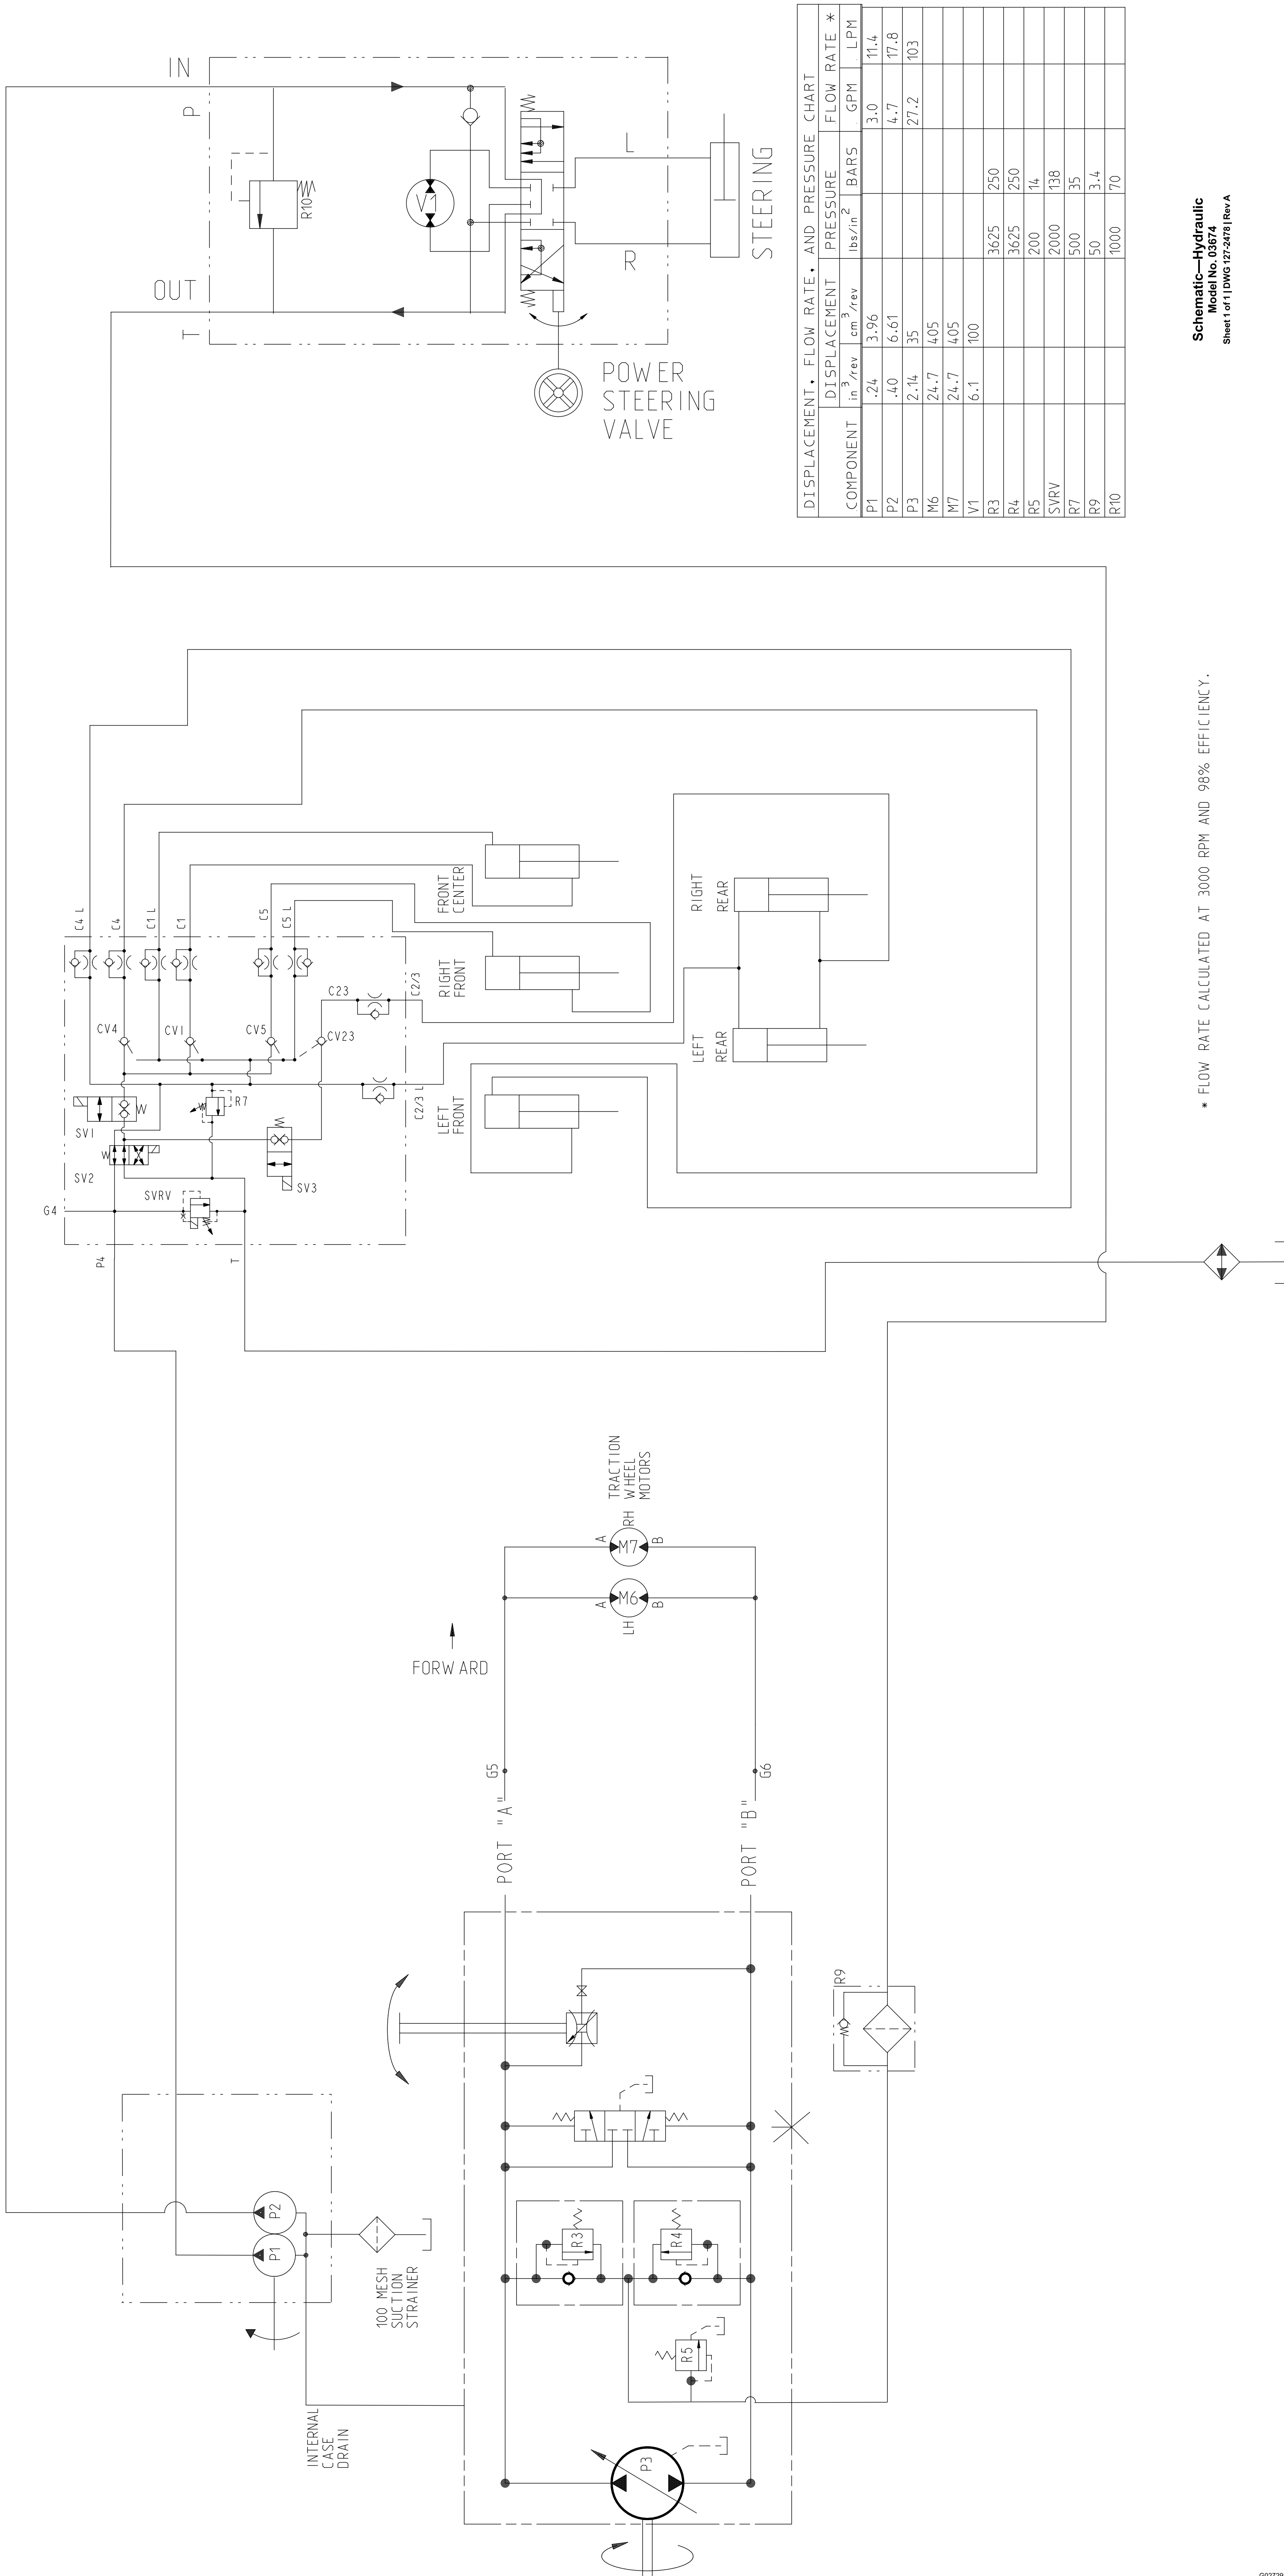 IN
P
OUT
T
R10
V1
L
R
STEERING
POWER
STEERING
VALVE
DISPLACEMENT, FLOW RATE, AND PRESSURE CHART
COMPONENT DISPLACEMENT PRESSURE FLOW RATE *
in³/rev cm³/rev lbs/in² BARS GPM LPM
P1 .24 3.96 3.0 11.4
P2 .40 6.61 4.7 17.8
P3 2.14 35 27.2 103
M6 24.7 405
M7 24.7 405
V1 6.1 100
R3 3625 250
R4 3625 250
R5 200 14
SVRV 2000 138
R7 500 35
R9 50 3.4
R10 1000 70
Schematic—Hydraulic
Model No. 03674
Sheet 1 of 1 | DWG 127-2478 | Rev A
* FLOW RATE CALCULATED AT 3000 RPM AND 98% EFFICIENCY.
C4 L
C4
C1 L
C1
C5
C5 L
C23
C2/3
CV4
CV1
CV5
CV23
C2/3 L
R7
SV1
SV2
SV3
SVRV
G4
P4
T
FRONT
CENTER
RIGHT
FRONT
LEFT
FRONT
RIGHT
REAR
LEFT
REAR
TRACTION
WHEEL
MOTORS
A
M7
RH
B
A
M6
LH
B
FORWARD
G5
G6
PORT "A"
PORT "B"
R9
P2
P1
100 MESH
SUCTION
STRAINER
INTERNAL
CASE
DRAIN
R3
R4
R5
P3